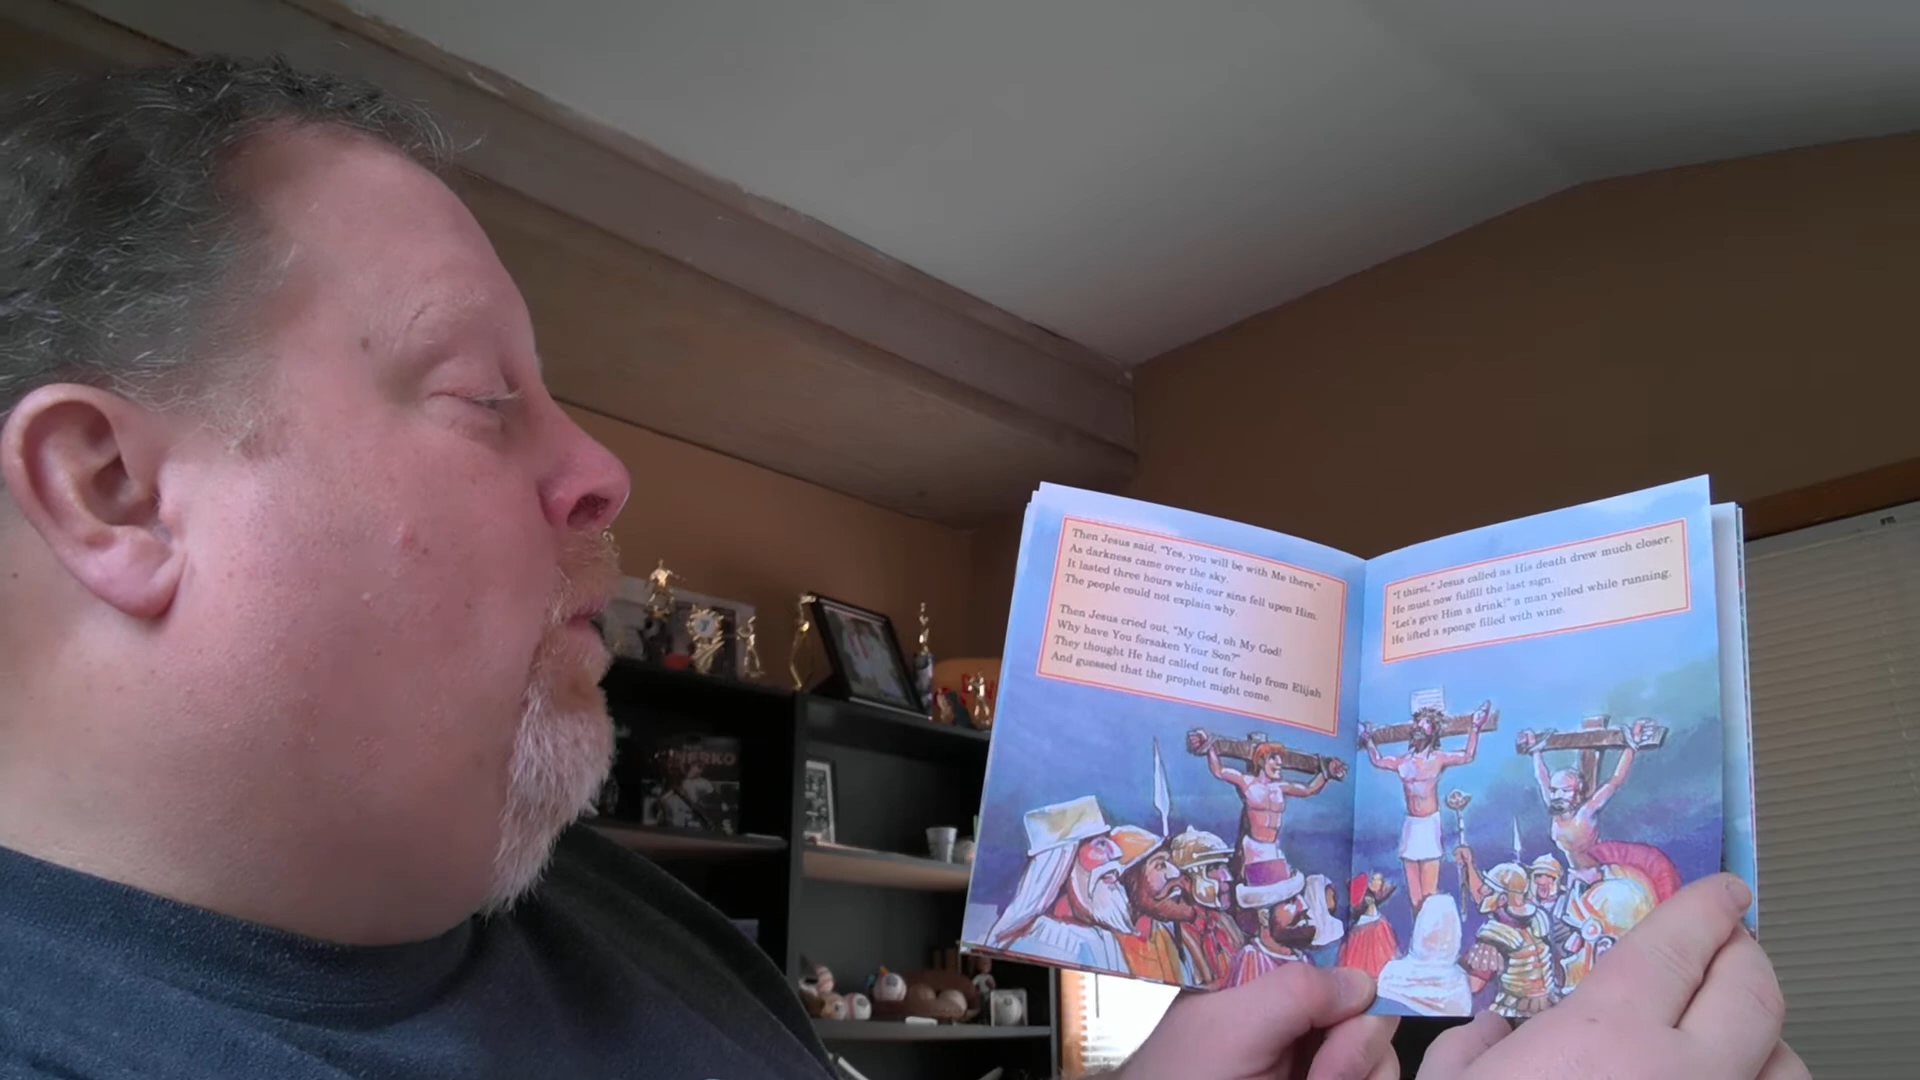 Then Jesus said, "Yes, you will be with Me there,"
As darkness came over the sky.
It lasted three hours while our sins fell upon Him.
The people could not explain why.
Then Jesus cried out, "My God, oh My God!
Why have You forsaken Your Son?"
They thought He had called out for help from Elijah
And guessed that the prophet might come.
"I thirst," Jesus called as His death drew much closer.
He must now fulfill the last sign.
"Let's give Him a drink!" a man yelled while running.
He lifted a sponge filled with wine.